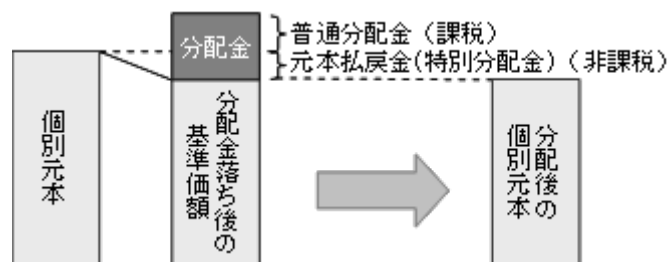 分配金
普通分配金（課税）
元本払戻金(特別分配金)（非課税）
個別元本
分配金落ち後の
基準価額
分配後の
個別元本